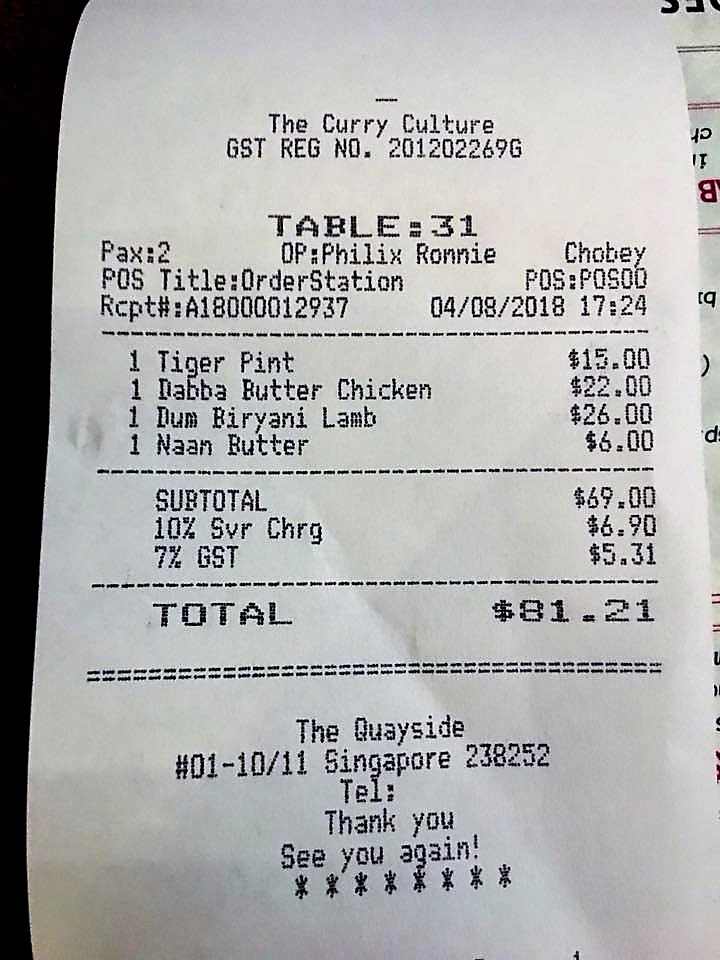 The Curry Culture
GST REG NO. 201202269G
TABLE:31
Pax:2 OP:Philix Ronnie Chobey
POS Title:OrderStation POS:POS00
Rcpt#:A18000012937 04/08/2018 17:24
1 Tiger Pint $15.00
1 Dabba Butter Chicken $22.00
1 Dum Biryani Lamb $26.00
1 Naan Butter $6.00
SUBTOTAL $69.00
10% Svr Chrg $6.90
7% GST $5.31
TOTAL $81.21
The Quayside
#01-10/11 Singapore 238252
Tel:
Thank you
See you again!
* * * * * * * *